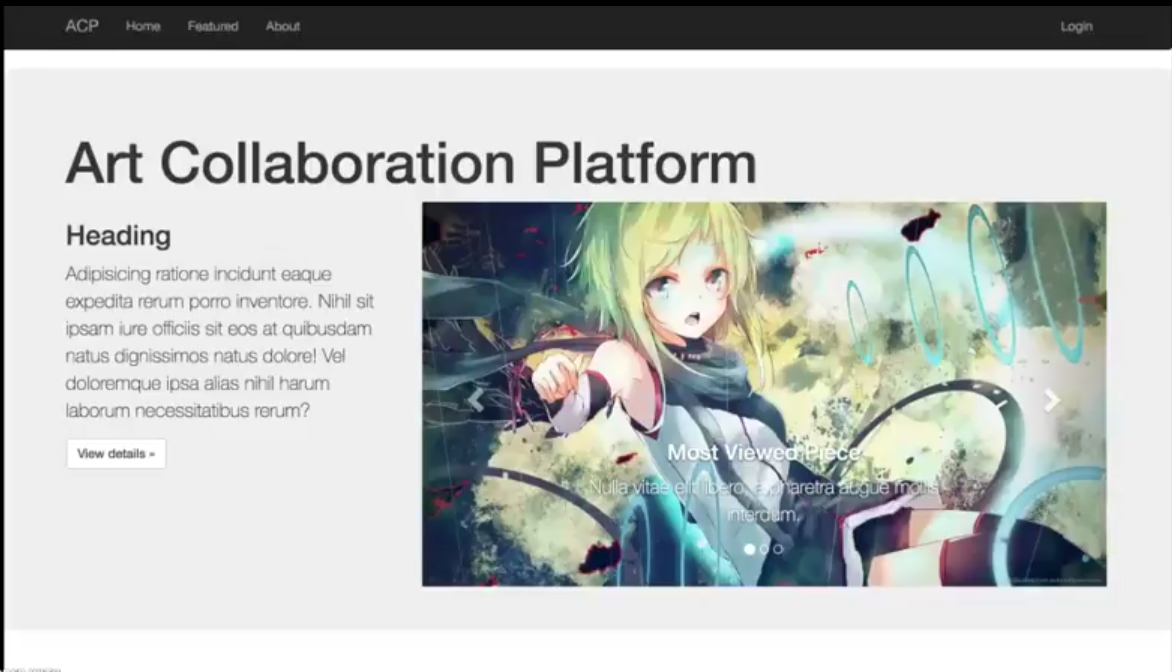 ACP Home Featured About Login
Art Collaboration Platform
Heading
Adipisicing ratione incidunt eaque
expedita rerum porro inventore. Nihil sit
ipsam iure officiis sit eos at quibusdam
natus dignissimos natus dolore! Vel
doloremque ipsa alias nihil harum
laborum necessitatibus rerum?
View details »
Most Viewed Piece
Nulla vitae elit libero, a pharetra augue mollis
interdum.